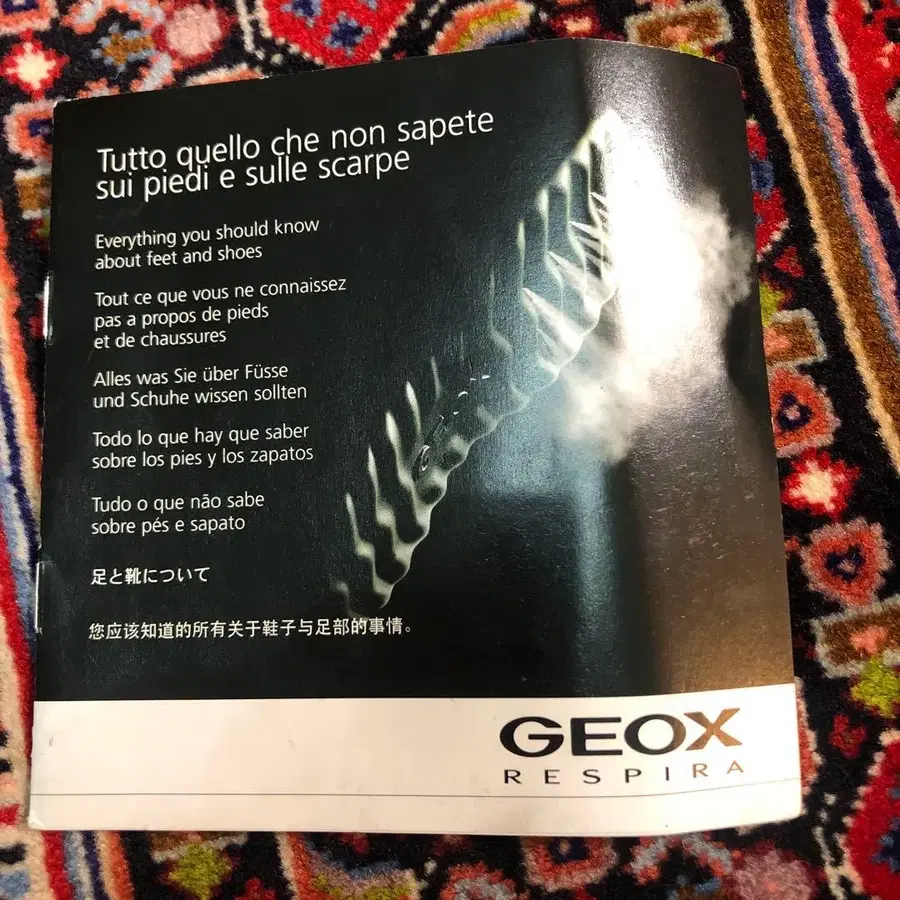 Tutto quello che non sapete
sui piedi e sulle scarpe
Everything you should know
about feet and shoes
Tout ce que vous ne connaissez
pas a propos de pieds
et de chaussures
Alles was Sie über Füsse
und Schuhe wissen sollten
Todo lo que hay que saber
sobre los pies y los zapatos
Tudo o que não sabe
sobre pés e sapato
足と靴について
您应该知道的所有关于鞋子与足部的事情。
GEOX
RESPIRA